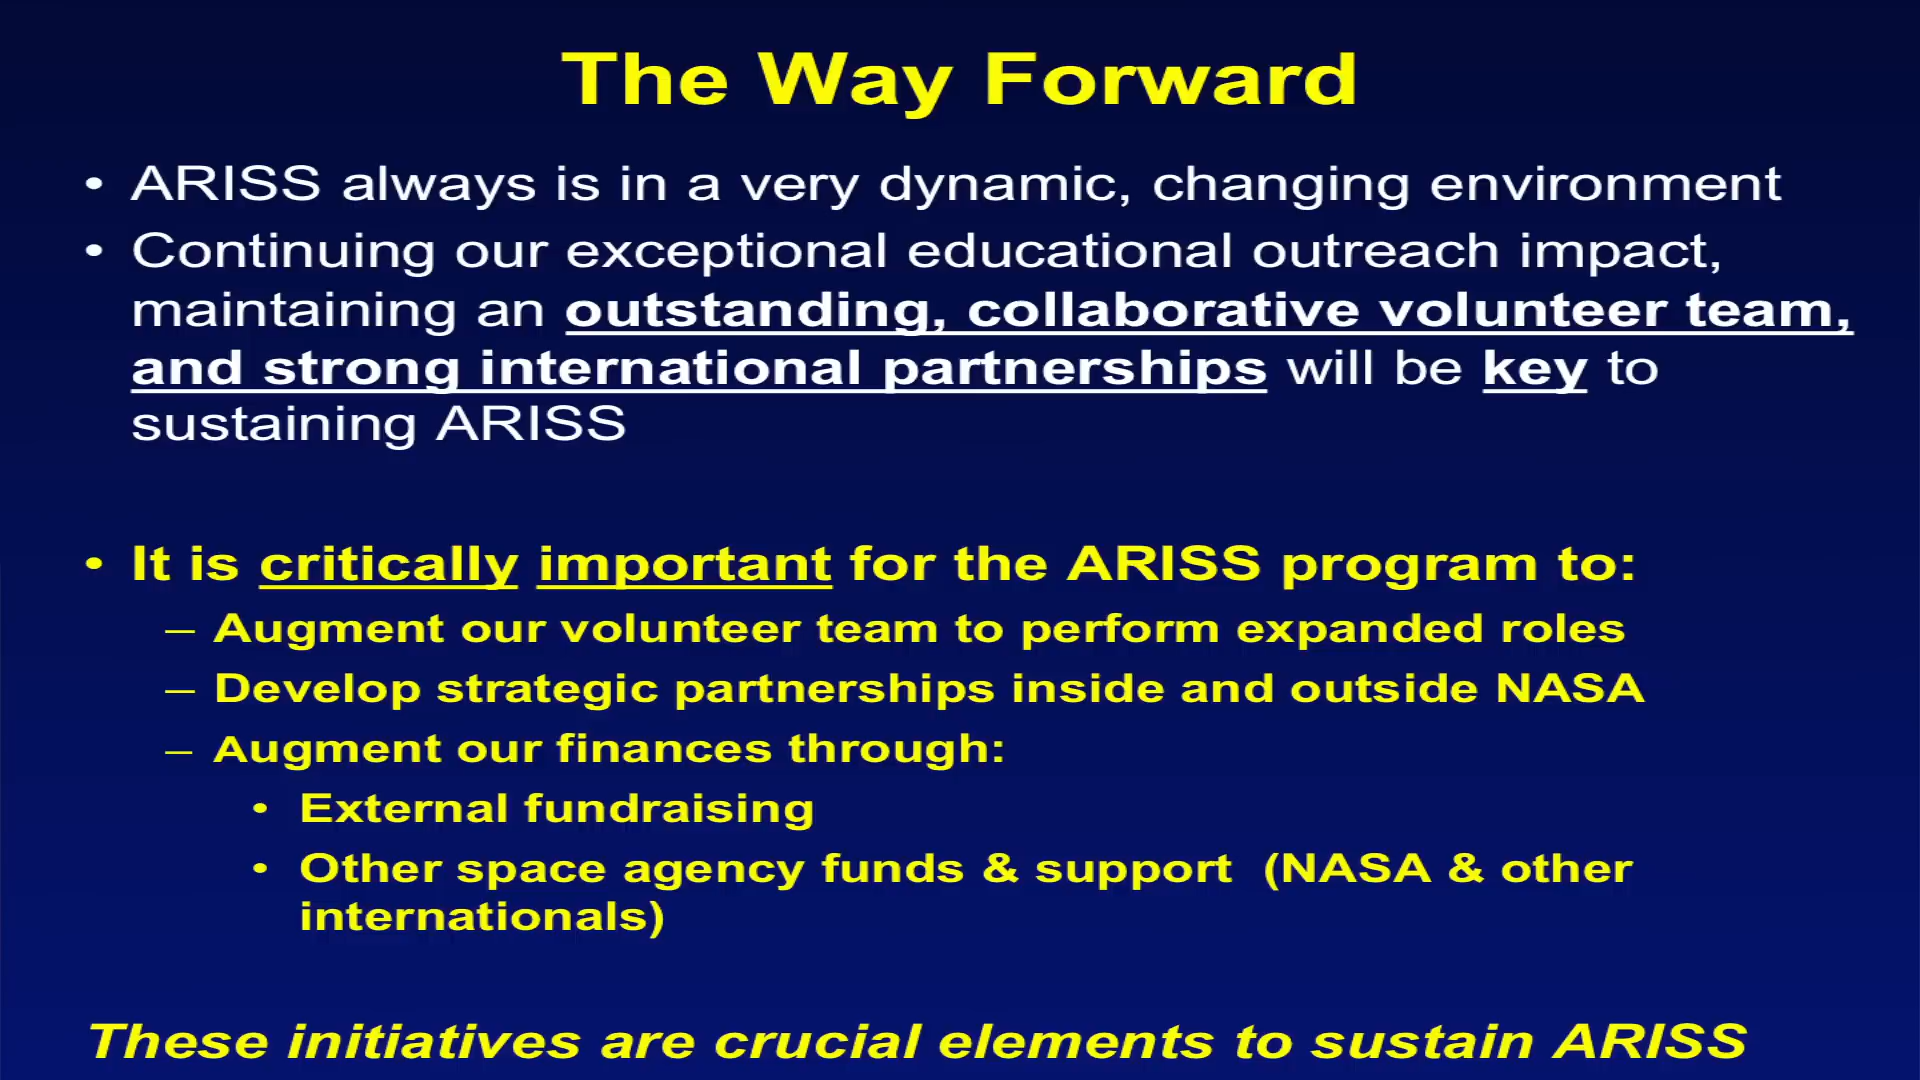 The Way Forward
• ARISS always is in a very dynamic, changing environment
• Continuing our exceptional educational outreach impact,
maintaining an outstanding, collaborative volunteer team,
and strong international partnerships will be key to
sustaining ARISS
• It is critically important for the ARISS program to:
– Augment our volunteer team to perform expanded roles
– Develop strategic partnerships inside and outside NASA
– Augment our finances through:
• External fundraising
• Other space agency funds & support (NASA & other
internationals)
These initiatives are crucial elements to sustain ARISS